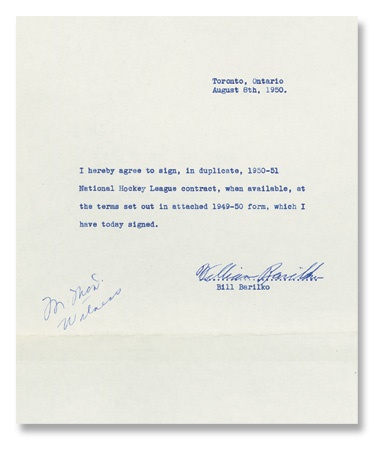 Toronto, Ontario
August 8th, 1950.
I hereby agree to sign, in duplicate, 1950-51
National Hockey League contract, when available, at
the terms set out in attached 1949-50 form, which I
have today signed.
William Barilko
Bill Barilko
Witness